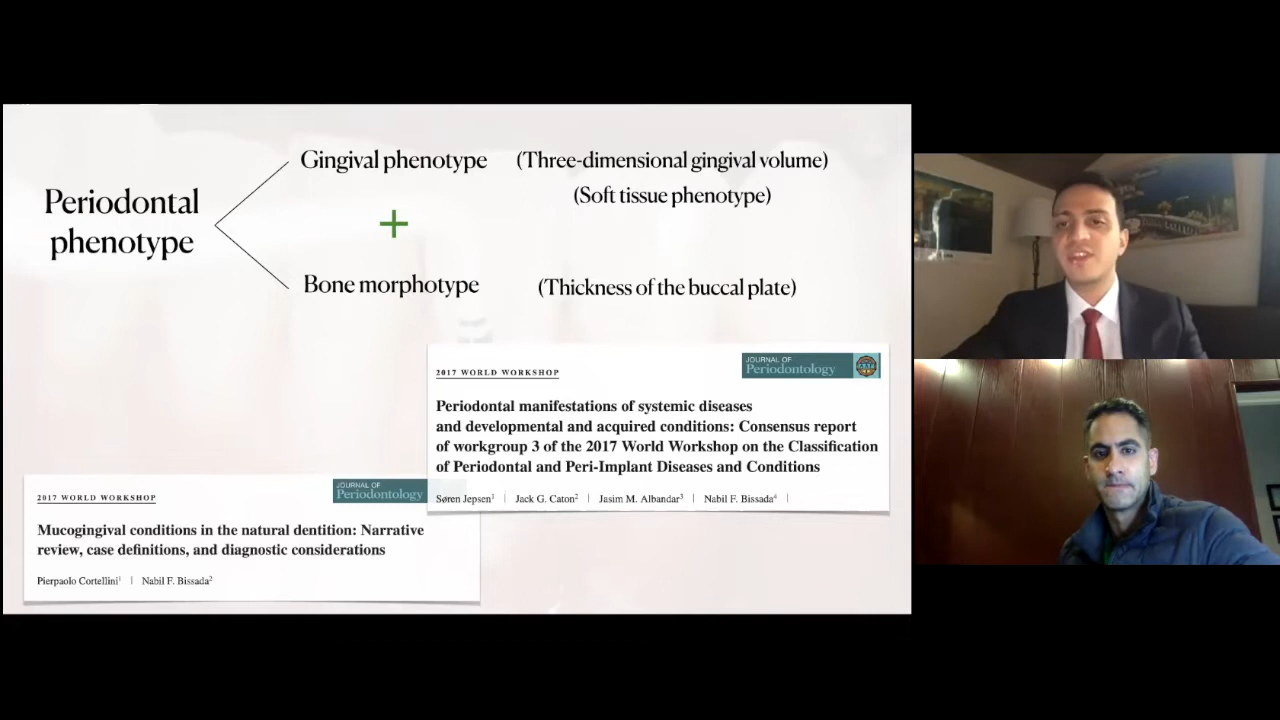 Periodontal
phenotype
Gingival phenotype
(Three-dimensional gingival volume)
(Soft tissue phenotype)
+
Bone morphotype
(Thickness of the buccal plate)
2017 WORLD WORKSHOP
JOURNAL OF
Periodontology
Periodontal manifestations of systemic diseases
and developmental and acquired conditions: Consensus report
of workgroup 3 of the 2017 World Workshop on the Classification
of Periodontal and Peri-Implant Diseases and Conditions
Søren Jepsen1 | Jack G. Caton2 | Jasim M. Albandar3 | Nabil F. Bissada4 |
2017 WORLD WORKSHOP
JOURNAL OF
Periodontology
Mucogingival conditions in the natural dentition: Narrative
review, case definitions, and diagnostic considerations
Pierpaolo Cortellini1 | Nabil F. Bissada2